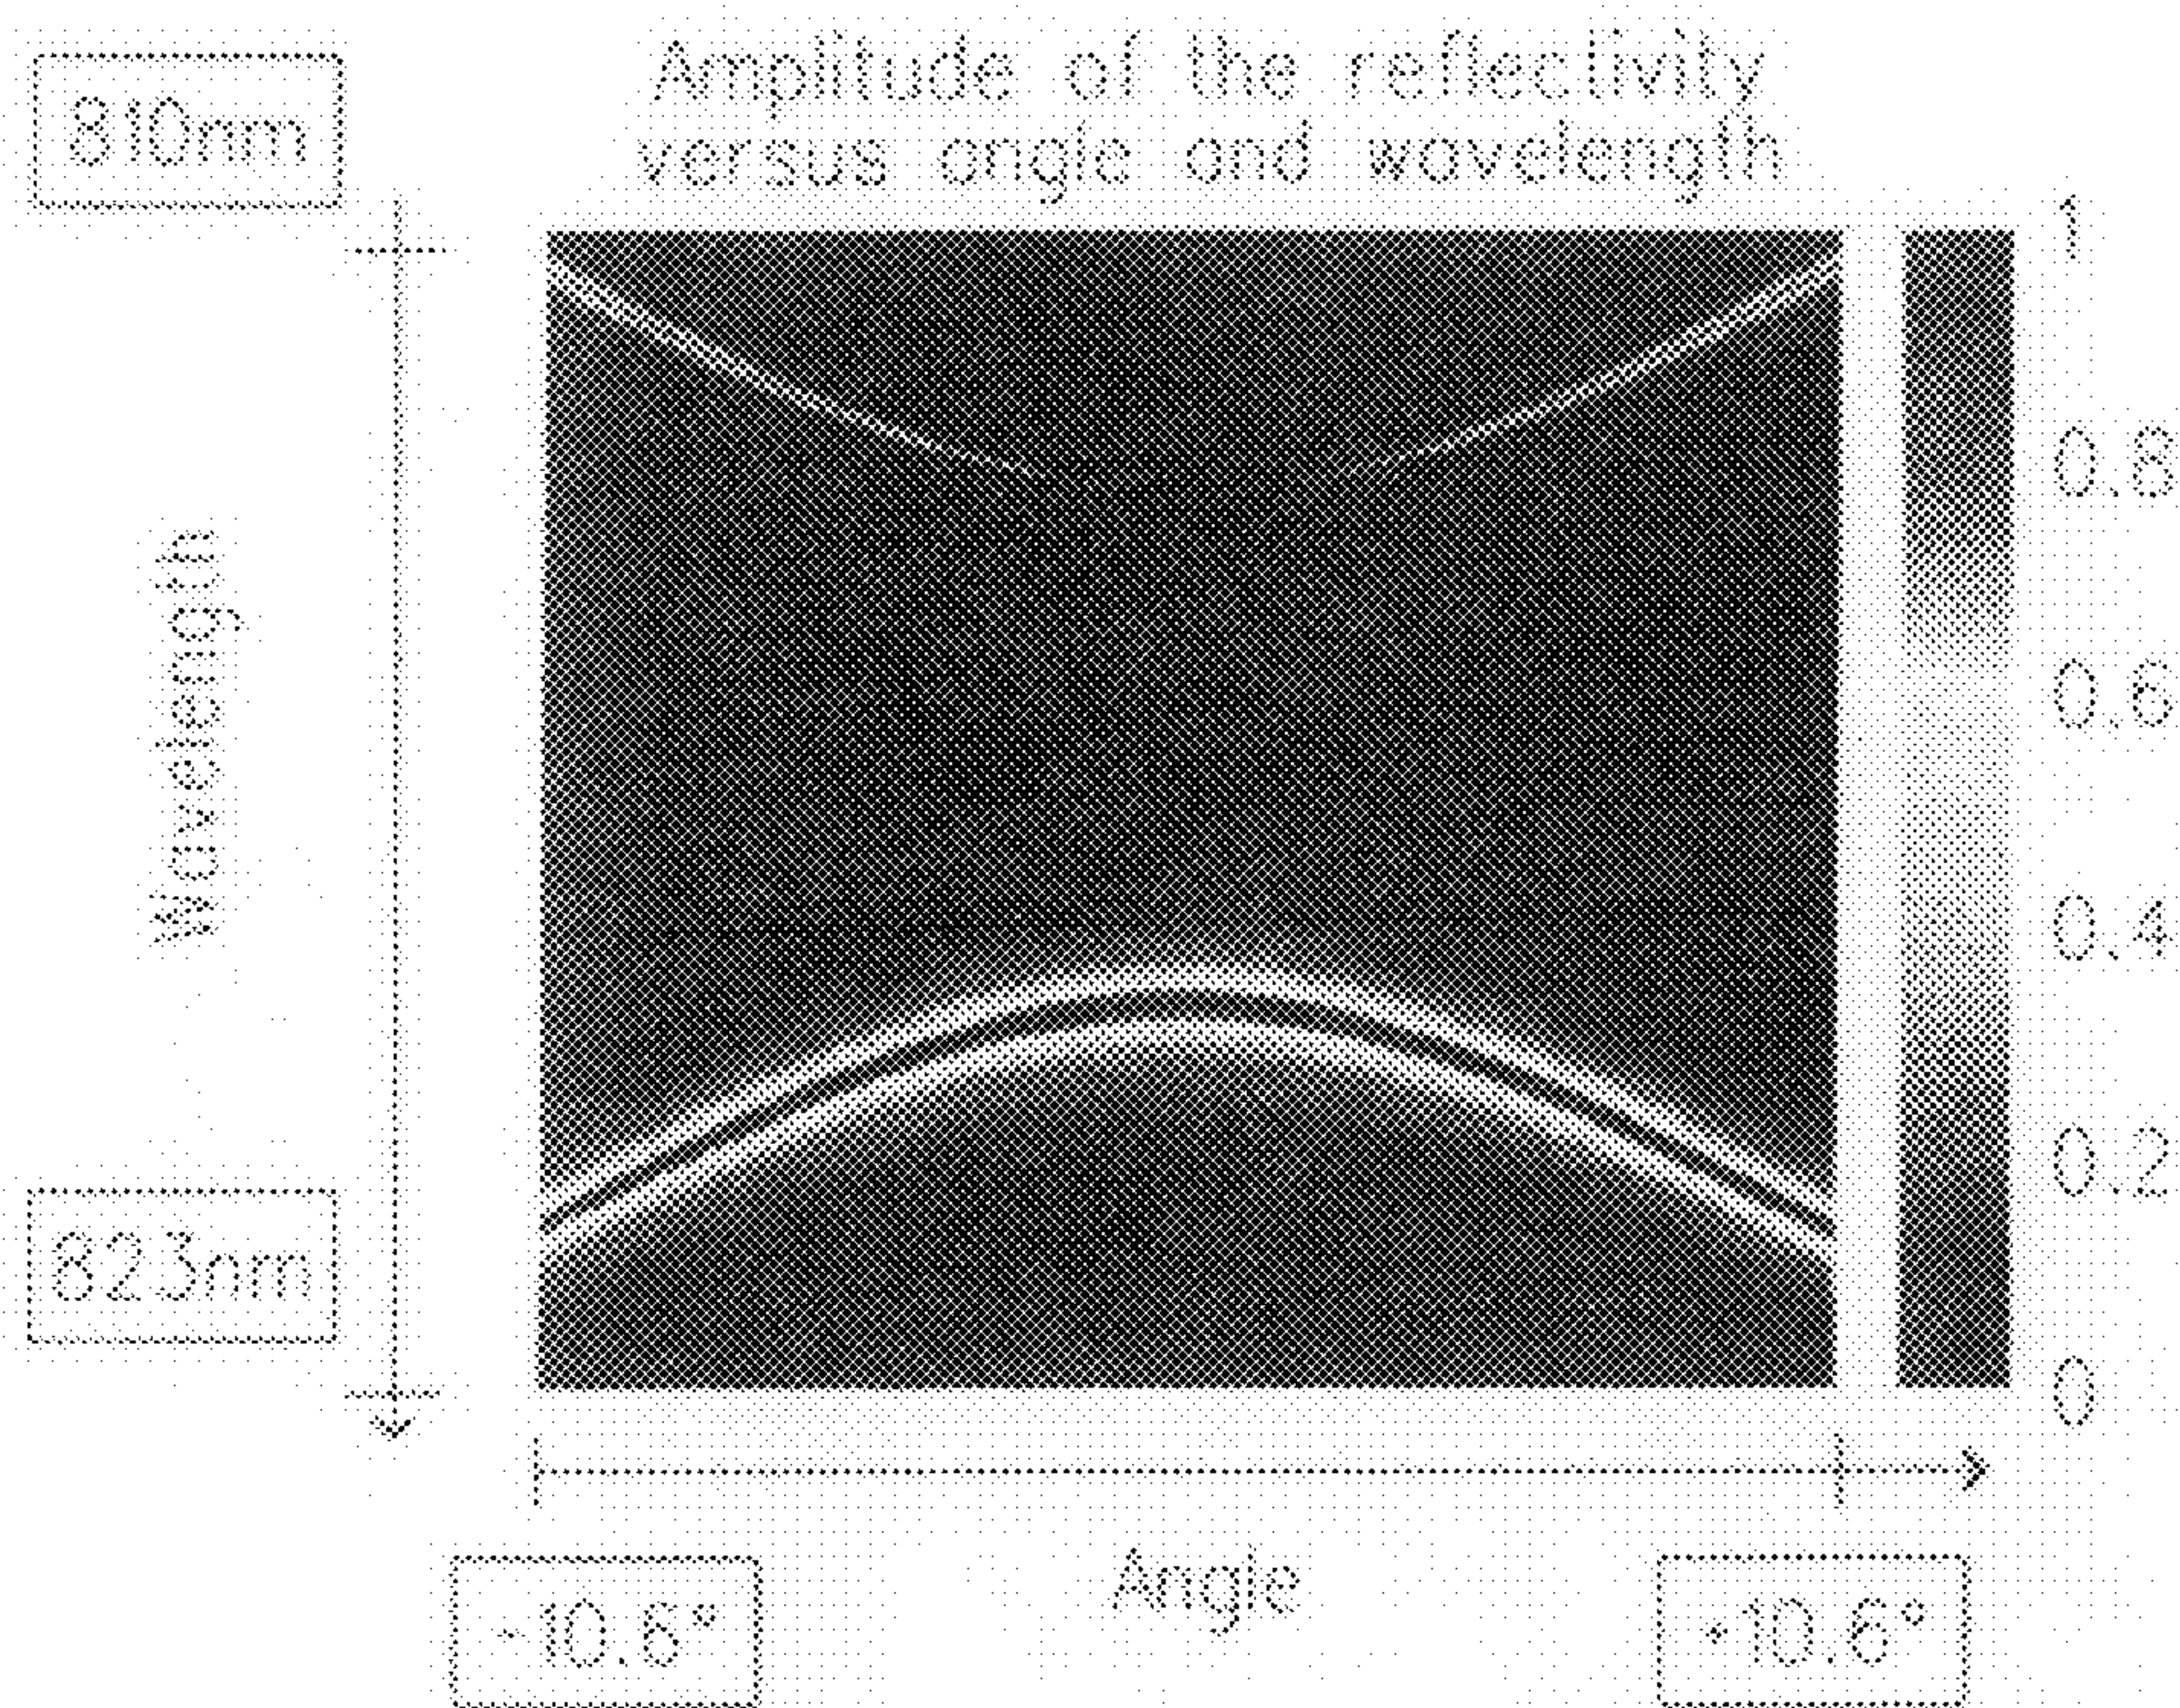 810nm
Amplitude of the reflectivity
versus angle and wavelength
1
0.8
0.6
0.4
0.2
0
Wavelength
823nm
-10.6°
Angle
+10.6°